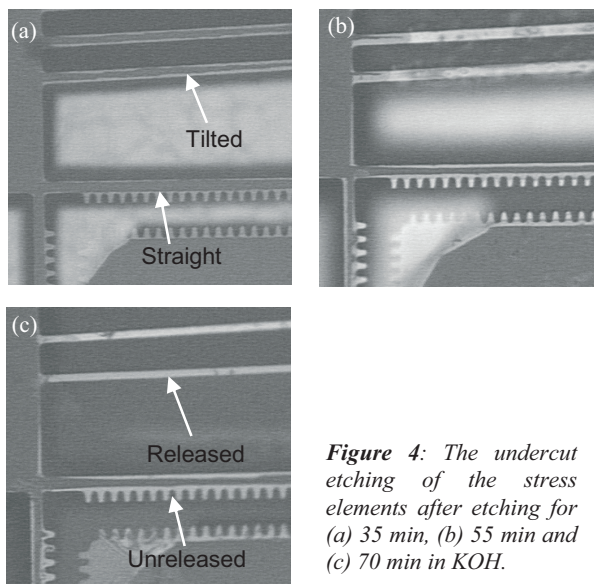 (a)
Tilted
Straight
(b)
(c)
Released
Unreleased
Figure 4: The undercut
etching of the stress
elements after etching for
(a) 35 min, (b) 55 min and
(c) 70 min in KOH.